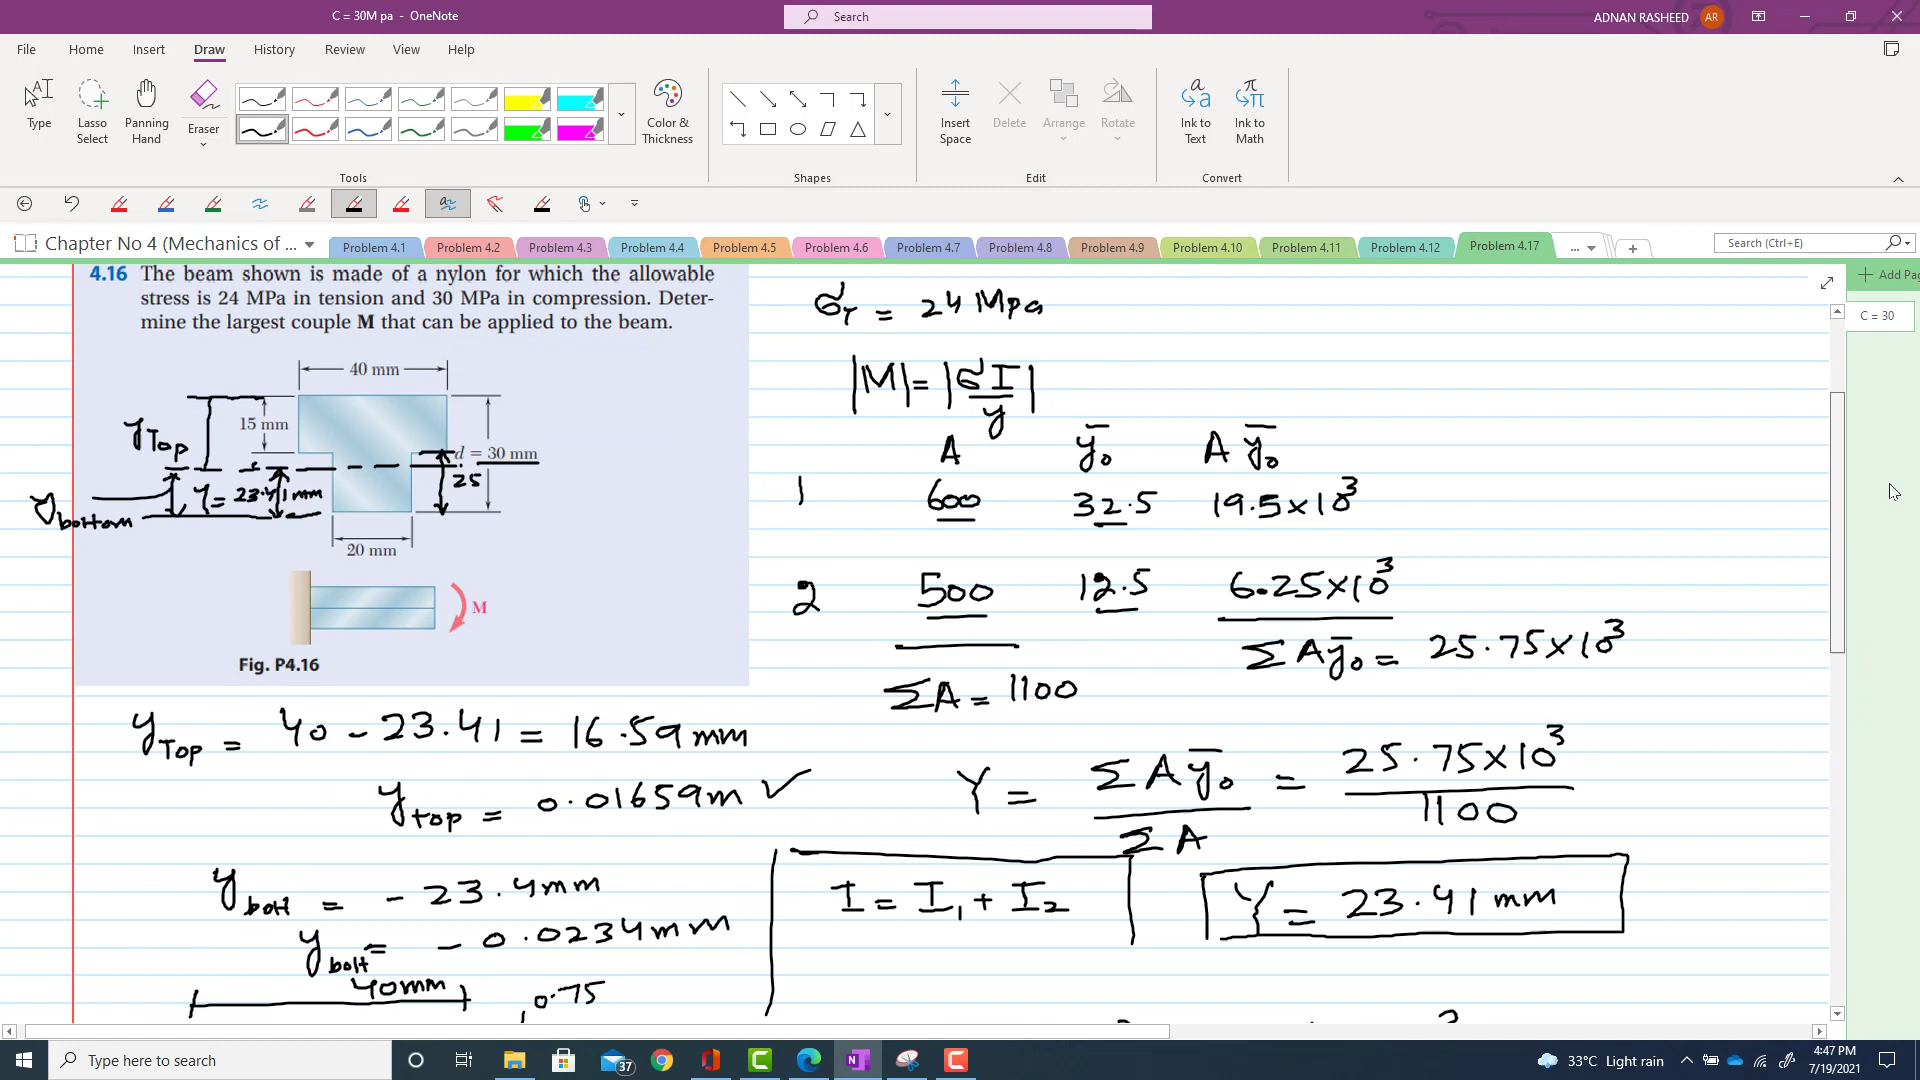 C = 30M pa - OneNote
Search
ADNAN RASHEED AR
File Home Insert Draw History Review View Help
Type
Lasso Select
Panning Hand
Eraser
Color & Thickness
Insert Space
Delete
Arrange
Rotate
Ink to Text
Ink to Math
Tools
Shapes
Edit
Convert
Chapter No 4 (Mechanics of ...
Problem 4.1 Problem 4.2 Problem 4.3 Problem 4.4 Problem 4.5 Problem 4.6 Problem 4.7 Problem 4.8 Problem 4.9 Problem 4.10 Problem 4.11 Problem 4.12 Problem 4.17 ...
Search (Ctrl+E)
Add Pag
C = 30
4.16 The beam shown is made of a nylon for which the allowable
stress is 24 MPa in tension and 30 MPa in compression. Deter-
mine the largest couple M that can be applied to the beam.
40 mm
15 mm
d = 30 mm
20 mm
M
Fig. P4.16
y Top
Y = 23.41 mm
25
y bottom
σT = 24 Mpa
|M| = |σI/y|
A ȳ₀ A ȳ₀
1 600 32.5 19.5×10³
2 500 12.5 6.25×10³
ΣA = 1100
ΣAȳ₀ = 25.75×10³
yTop = 40 - 23.41 = 16.59 mm
ytop = 0.01659m ✓
Y = ΣAȳ₀ / ΣA = 25.75×10³ / 1100
Y = 23.41 mm
I = I₁ + I₂
ybott = - 23.4mm
ybott = - 0.0234mm
40mm
0.75
Type here to search
37
33°C Light rain
4:47 PM
7/19/2021